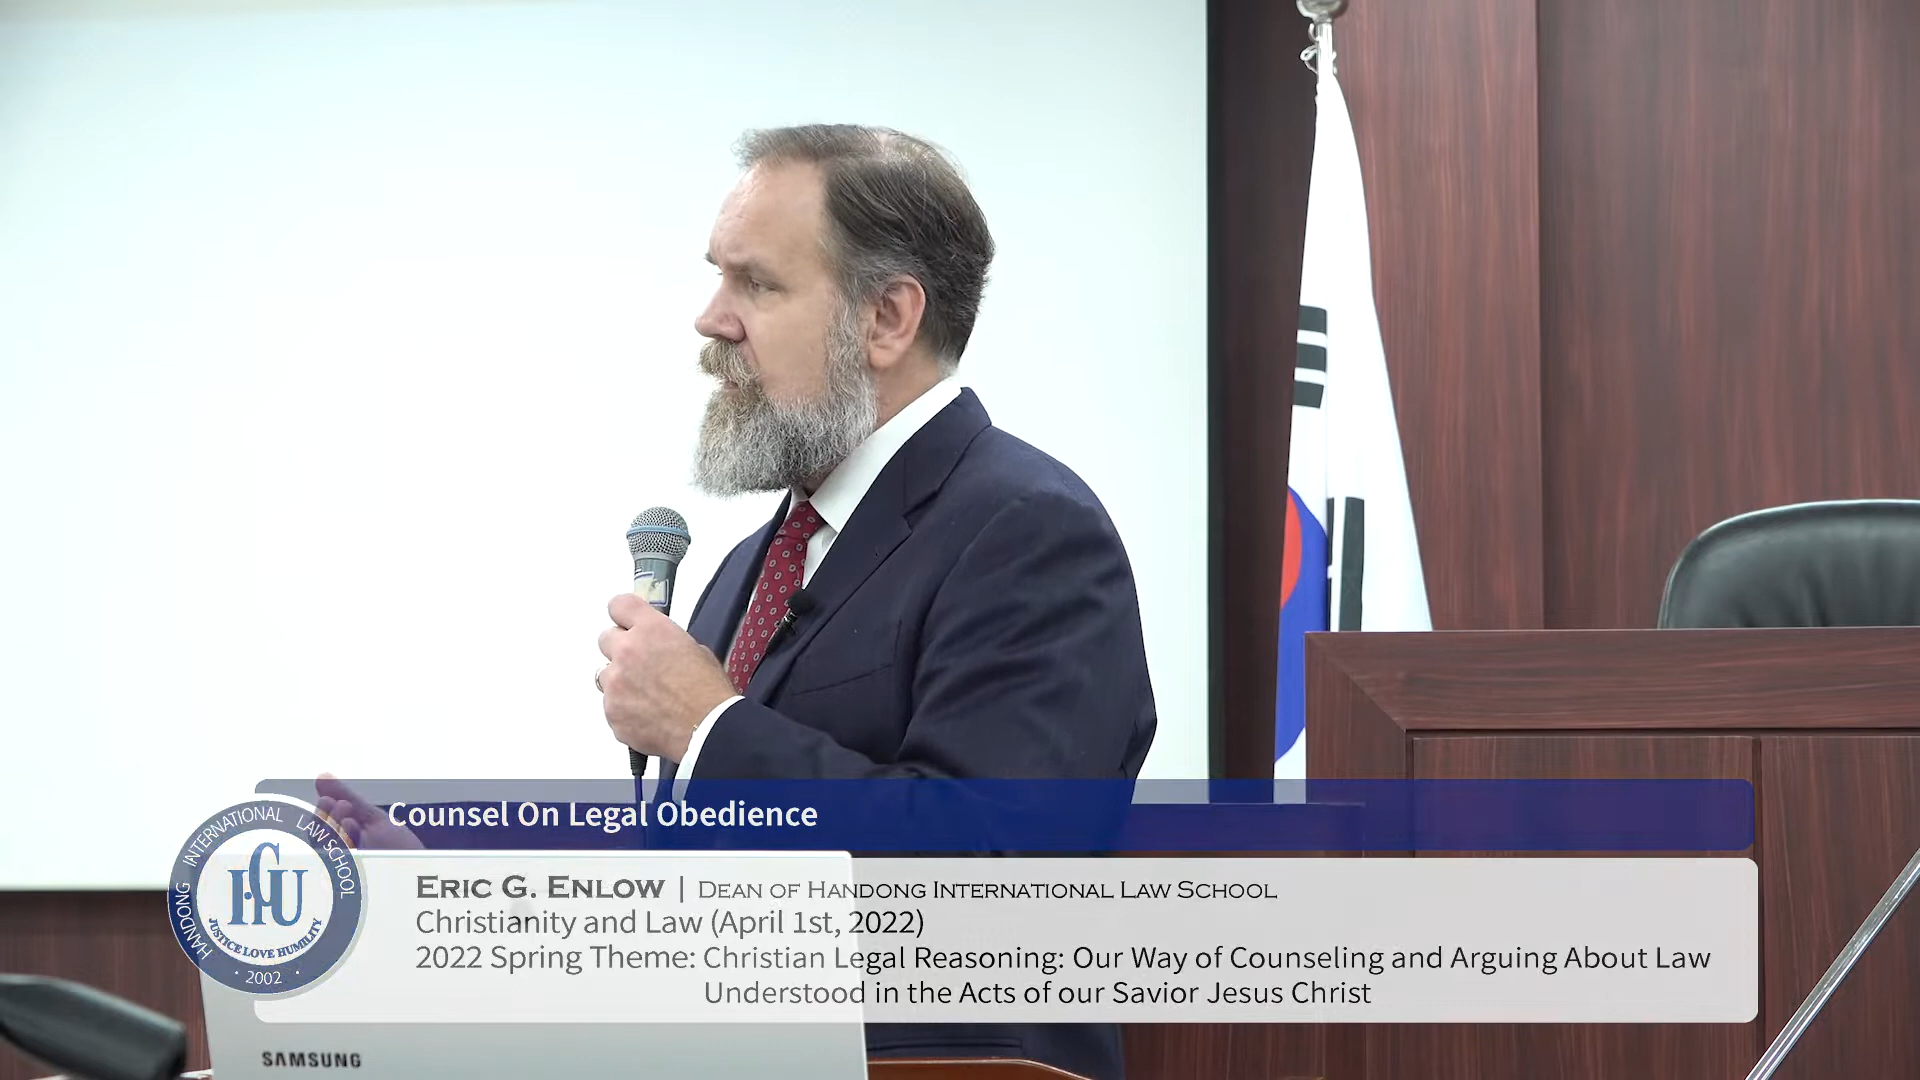 Counsel On Legal Obedience
HANDONG INTERNATIONAL LAW SCHOOL
HGU
JUSTICE LOVE HUMILITY
· 2002 ·
Eric G. Enlow | Dean of Handong International Law School
Christianity and Law (April 1st, 2022)
2022 Spring Theme: Christian Legal Reasoning: Our Way of Counseling and Arguing About Law
Understood in the Acts of our Savior Jesus Christ
SAMSUNG